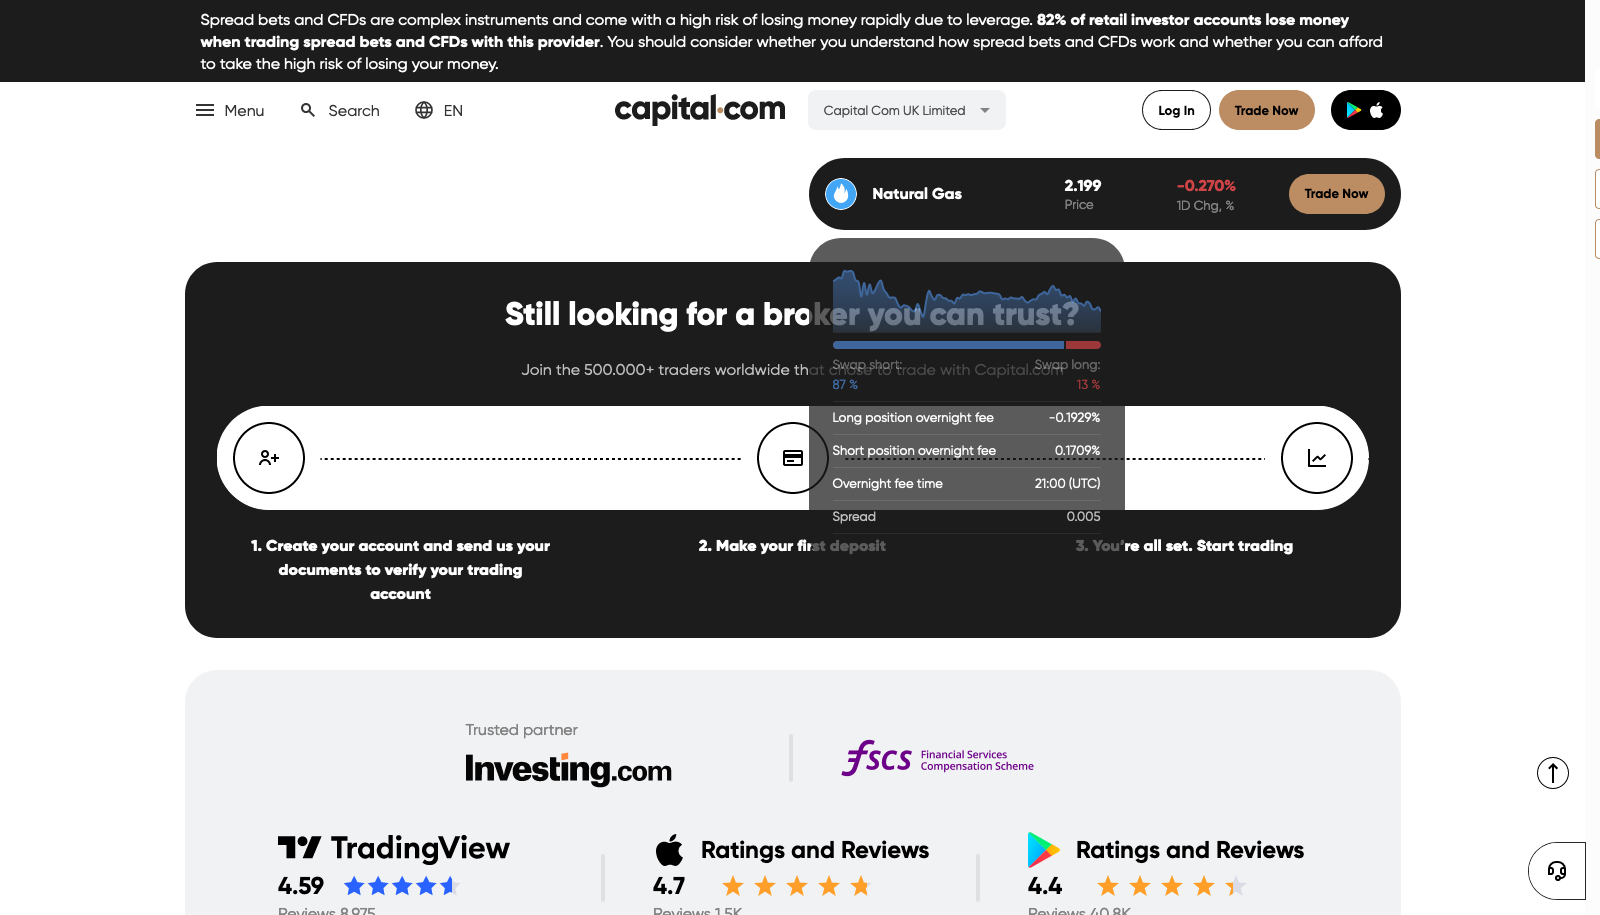 Spread bets and CFDs are complex instruments and come with a high risk of losing money rapidly due to leverage. 82% of retail investor accounts lose money
when trading spread bets and CFDs with this provider. You should consider whether you understand how spread bets and CFDs work and whether you can afford
to take the high risk of losing your money.
Menu
Search
EN
capital.com
Capital Com UK Limited
Log In
Trade Now
Natural Gas
2.199
Price
-0.270%
1D Chg, %
Trade Now
Still looking for a broker you can trust?
Join the 500.000+ traders worldwide that chose to trade with Capital.com
Swap short:
Swap long:
87 %
13 %
Long position overnight fee
-0.1929%
Short position overnight fee
0.1709%
Overnight fee time
21:00 (UTC)
Spread
0.005
1. Create your account and send us your
documents to verify your trading
account
2. Make your first deposit
3. You're all set. Start trading
Trusted partner
Investing.com
fscs
Financial Services
Compensation Scheme
TradingView
4.59
Reviews 8,975
Ratings and Reviews
4.7
Reviews 1.5K
Ratings and Reviews
4.4
Reviews 40.8K